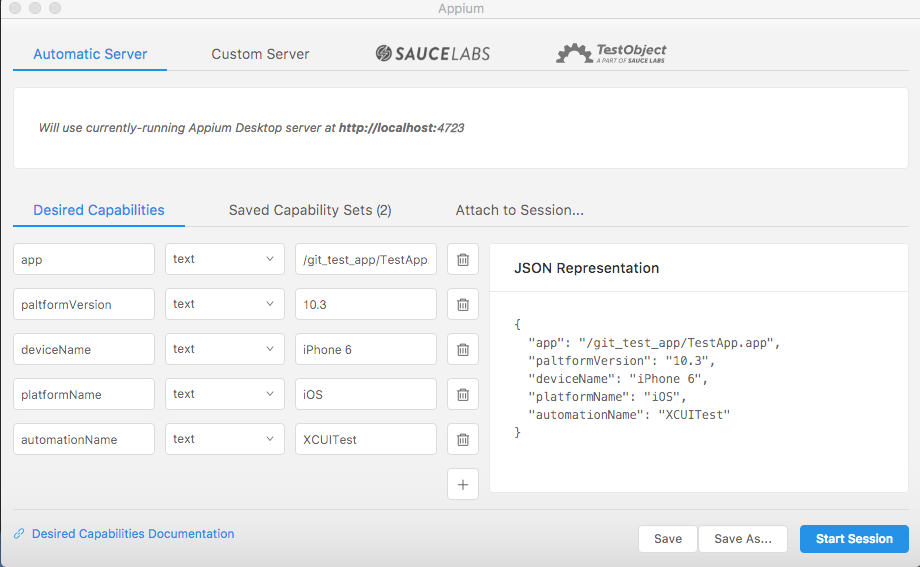 Appium
Automatic Server
Custom Server
SAUCELABS
TestObject
A PART OF SAUCE LABS
Will use currently-running Appium Desktop server at http://localhost:4723
Desired Capabilities
Saved Capability Sets (2)
Attach to Session...
app
text
/git_test_app/TestApp.
paltformVersion
text
10.3
deviceName
text
iPhone 6
platformName
text
iOS
automationName
text
XCUITest
+
JSON Representation
{
"app": "/git_test_app/TestApp.app",
"paltformVersion": "10.3",
"deviceName": "iPhone 6",
"platformName": "iOS",
"automationName": "XCUITest"
}
Desired Capabilities Documentation
Save
Save As...
Start Session